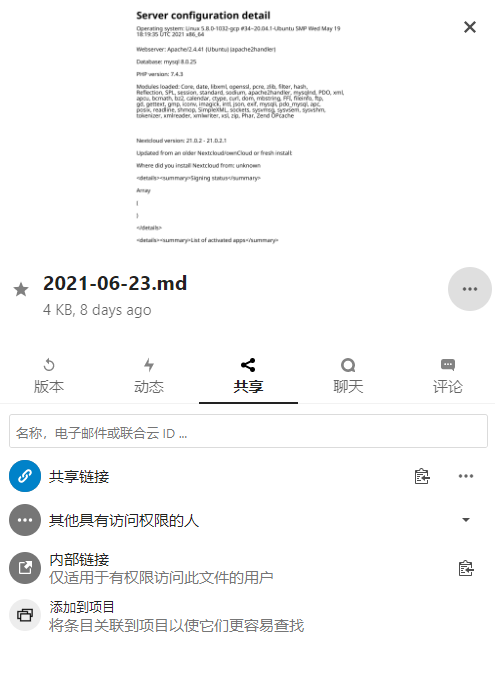 Server configuration detail
Operating system: Linux 5.8.0-1032-gcp #34~20.04.1-Ubuntu SMP Wed May 19
18:19:35 UTC 2021 x86_64
Webserver: Apache/2.4.41 (Ubuntu) (apache2handler)
Database: mysql 8.0.25
PHP version: 7.4.3
Modules loaded: Core, date, libxml, openssl, pcre, zlib, filter, hash,
Reflection, SPL, session, standard, sodium, apache2handler, mysqlnd, PDO, xml,
apcu, bcmath, bz2, calendar, ctype, curl, dom, mbstring, FFI, fileinfo, ftp,
gd, gettext, gmp, iconv, imagick, intl, json, exif, mysqli, pdo_mysql, apc,
posix, readline, shmop, SimpleXML, sockets, sysvmsg, sysvsem, sysvshm,
tokenizer, xmlreader, xmlwriter, xsl, zip, Phar, Zend OPcache
Nextcloud version: 21.0.2 - 21.0.2.1
Updated from an older Nextcloud/ownCloud or fresh install:
Where did you install Nextcloud from: unknown
<details><summary>Signing status</summary>
Array
(
)
</details>
<details><summary>List of activated apps</summary>
2021-06-23.md
4 KB, 8 days ago
版本 动态 共享 聊天 评论
名称，电子邮件或联合云 ID ...
共享链接
其他具有访问权限的人
内部链接
仅适用于有权限访问此文件的用户
添加到项目
将条目关联到项目以使它们更容易查找